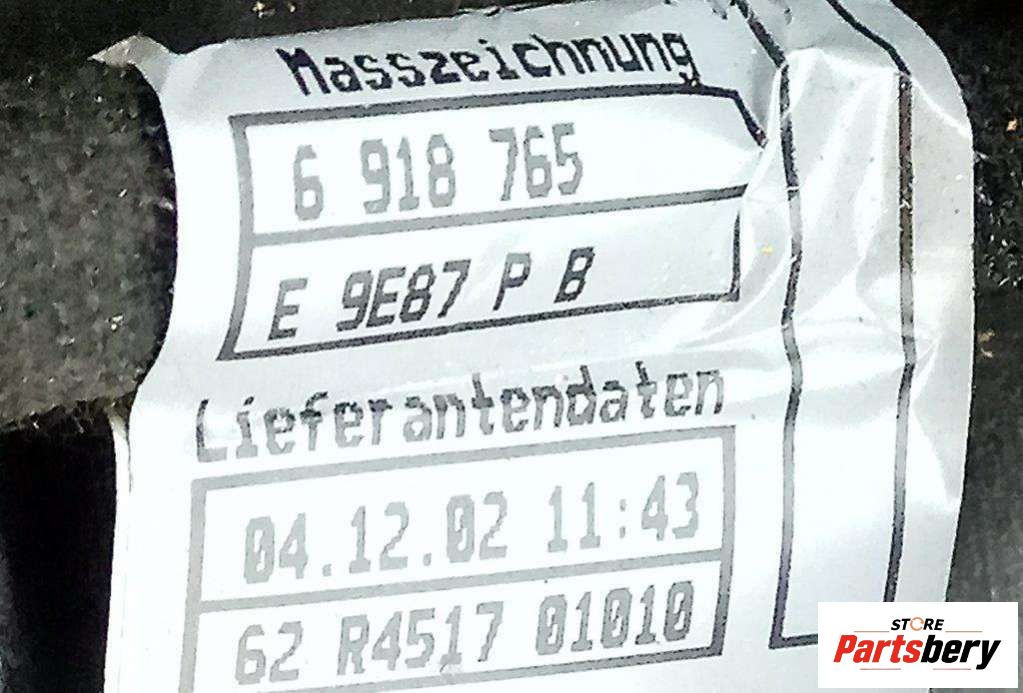 Masszeichnung
6 918 765
E 9E87 P B
Lieferantendaten
04.12.02 11:43
62 R4517 01010
STORE
Partsbery